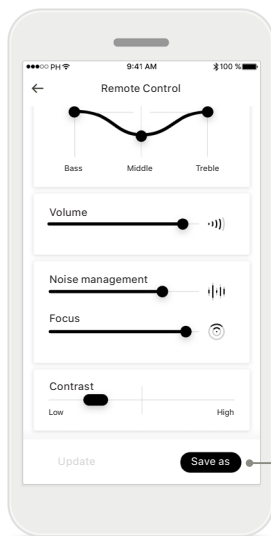 PH 9:41 AM 100 %
Remote Control
Bass Middle Treble
Volume
Noise management
Focus
Contrast
Low High
Update Save as